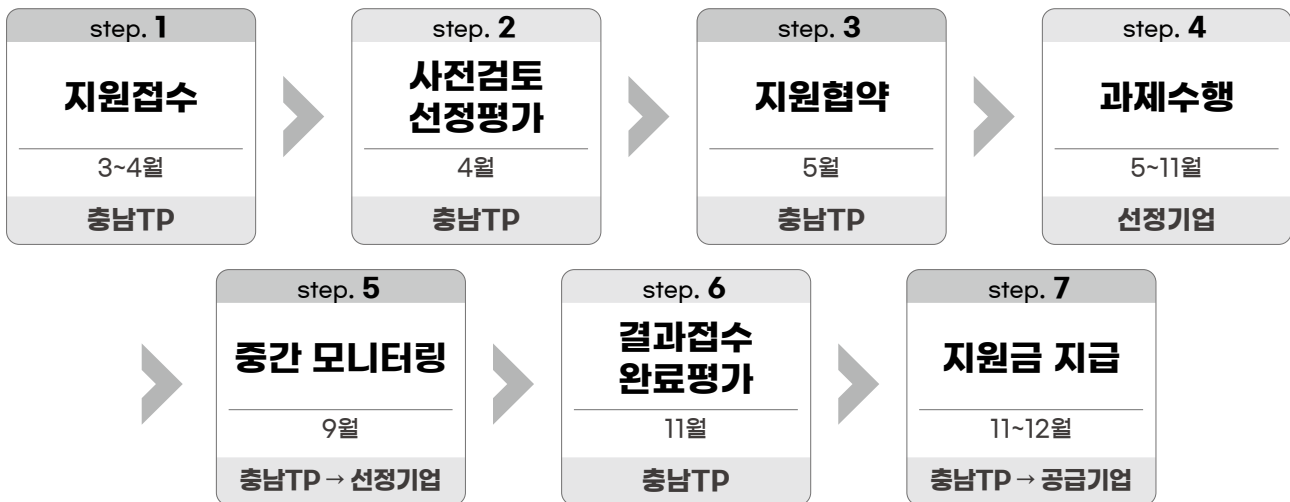 step. 1
지원접수
3~4월
충남TP
step. 2
사전검토
선정평가
4월
충남TP
step. 3
지원협약
5월
충남TP
step. 4
과제수행
5~11월
선정기업
step. 5
중간 모니터링
9월
충남TP → 선정기업
step. 6
결과접수
완료평가
11월
충남TP
step. 7
지원금 지급
11~12월
충남TP → 공급기업